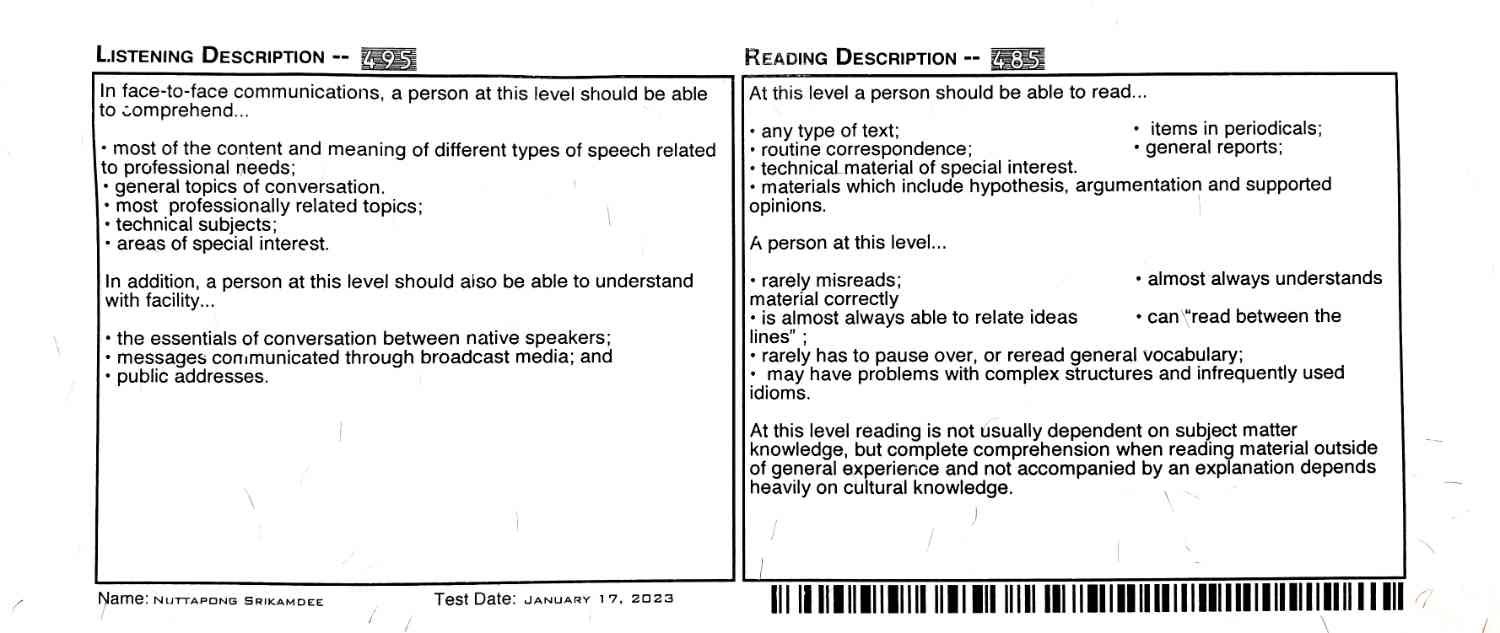 LISTENING DESCRIPTION -- 495
In face-to-face communications, a person at this level should be able
to comprehend...
• most of the content and meaning of different types of speech related
to professional needs;
• general topics of conversation.
• most professionally related topics;
• technical subjects;
• areas of special interest.
In addition, a person at this level should also be able to understand
with facility...
• the essentials of conversation between native speakers;
• messages communicated through broadcast media; and
• public addresses.
READING DESCRIPTION -- 485
At this level a person should be able to read...
• any type of text; • items in periodicals;
• routine correspondence; • general reports;
• technical material of special interest.
• materials which include hypothesis, argumentation and supported
opinions.
A person at this level...
• rarely misreads; • almost always understands
material correctly
• is almost always able to relate ideas • can "read between the
lines" ;
• rarely has to pause over, or reread general vocabulary;
• may have problems with complex structures and infrequently used
idioms.
At this level reading is not usually dependent on subject matter
knowledge, but complete comprehension when reading material outside
of general experience and not accompanied by an explanation depends
heavily on cultural knowledge.
Name: NUTTAPONG SRIKAMDEE Test Date: JANUARY 17, 2023